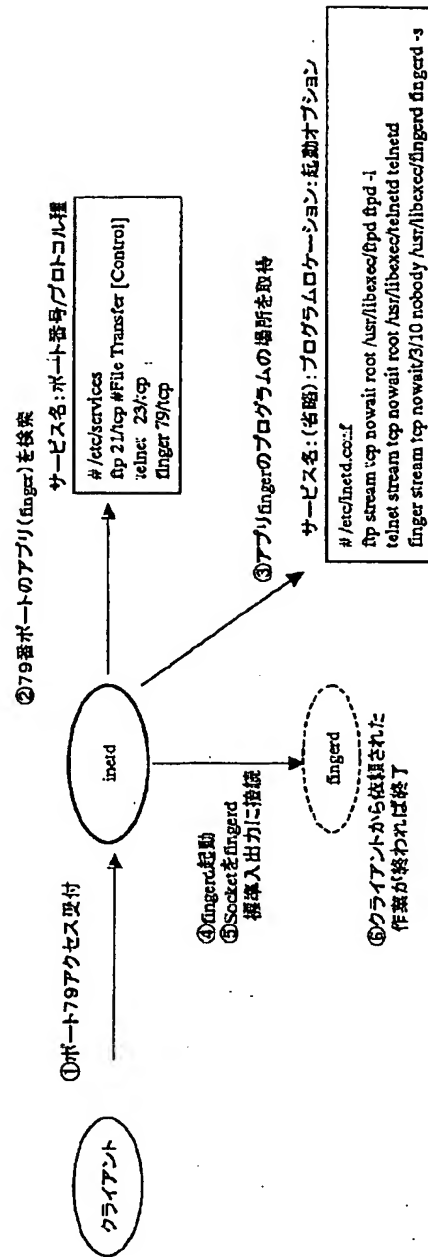 クライアント
①ポート79アクセス受付
inetd
②79番ポートのアプリ(finger)を検索
サービス名:ポート番号/プロトコル種
# /etc/services
ftp 21/tcp #File Transfer [Control]
telnet 23/tcp :
finger 79/tcp
③アプリfingerのプログラムの場所を取得
サービス名:(省略):プログラムロケーション:起動オプション
# /etc/inetd.conf
ftp stream tcp nowait root /usr/libexec/ftpd ftpd -l
telnet stream tcp nowait root /usr/libexec/telnetd telnetd
finger stream tcp nowait/3/10 nobody /usr/libexec/fingerd fingerd -s
④fingerd起動
⑤Socketをfingerd
標準入出力に接続
fingerd
⑥クライアントから依頼された
作業が終われば終了